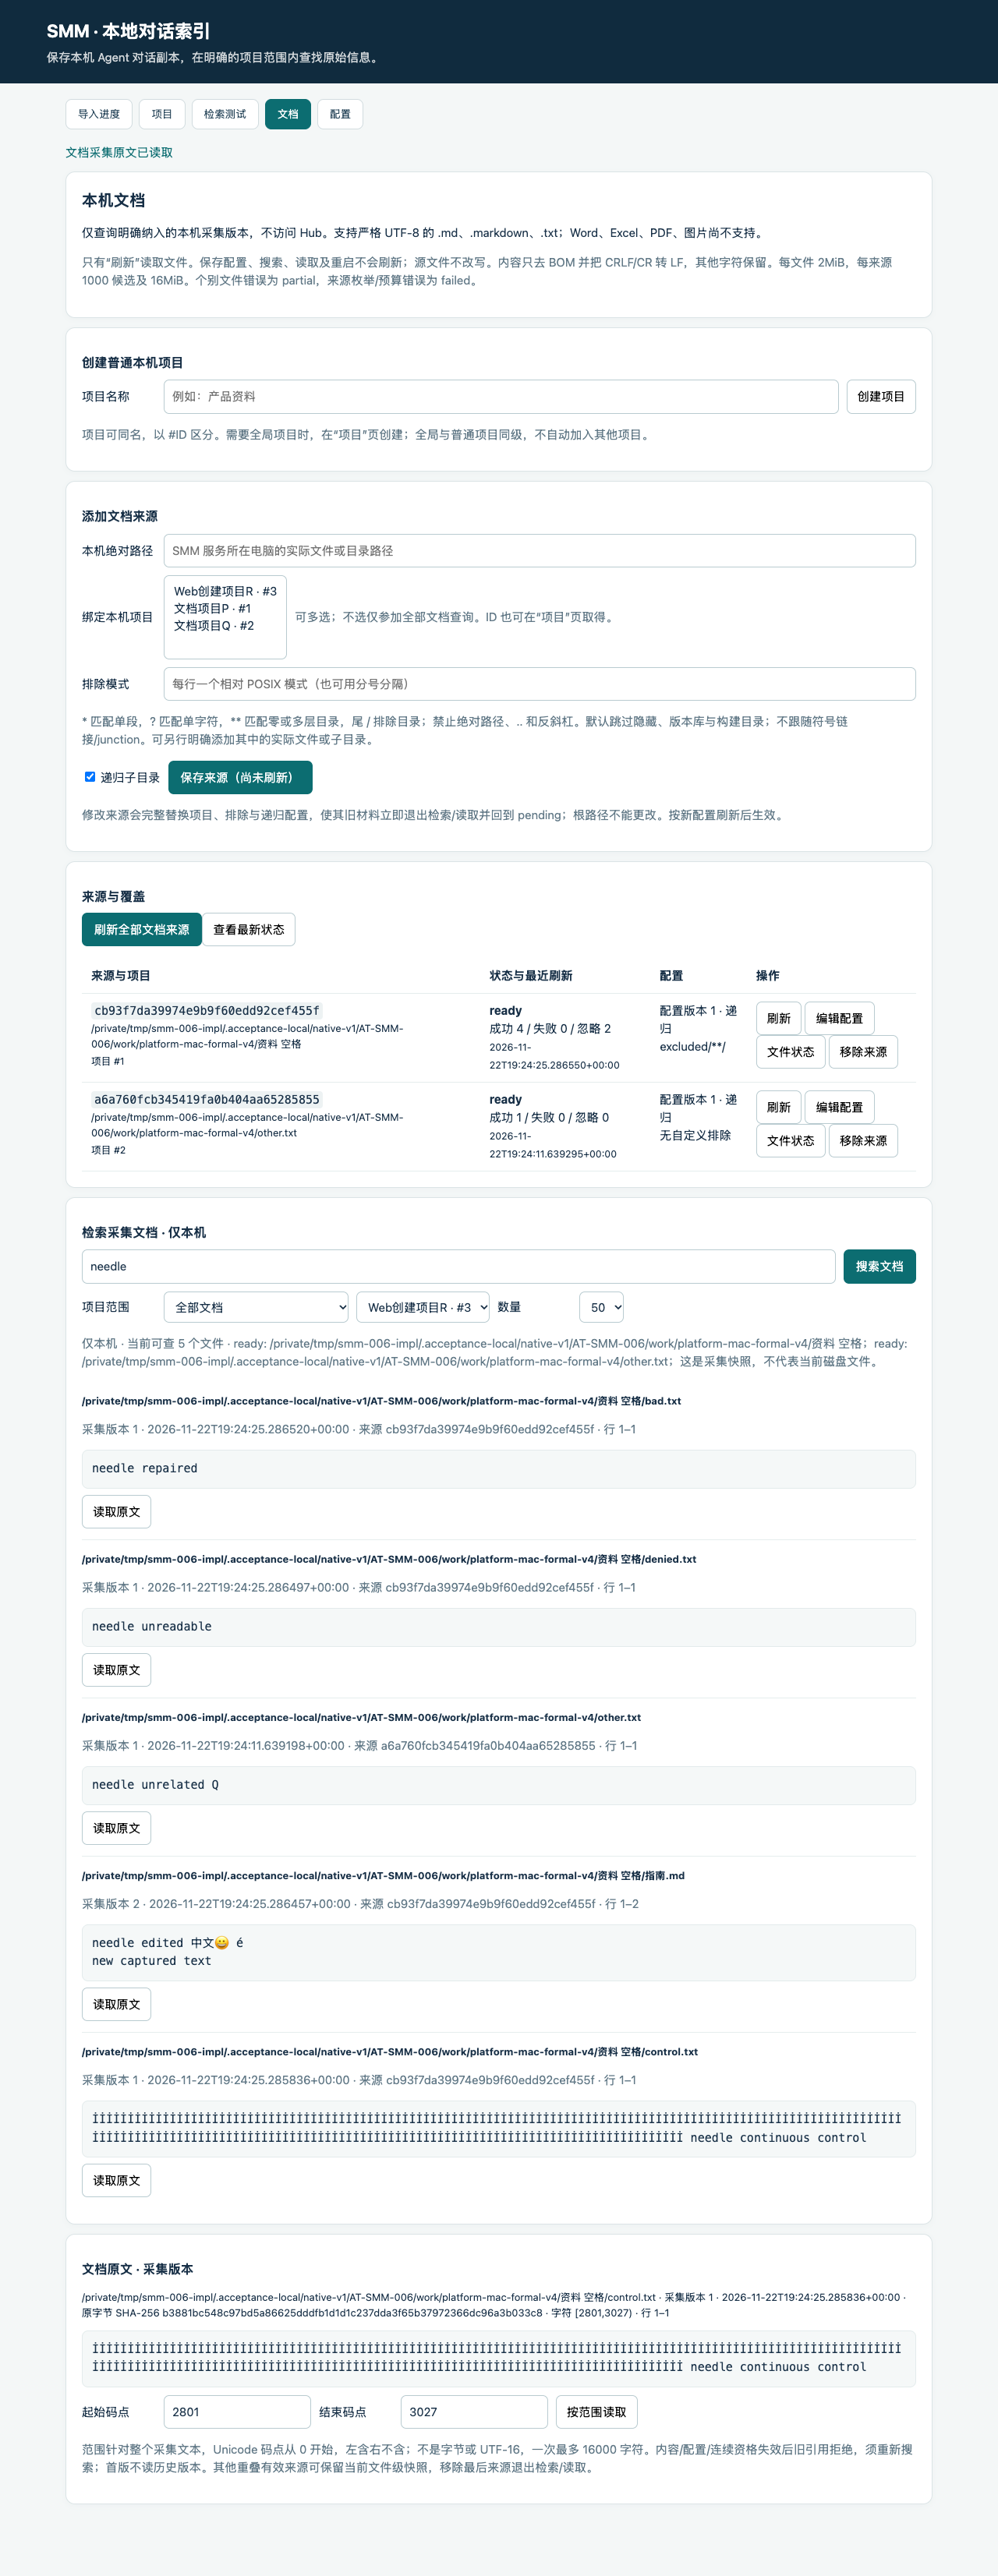 SMM · 本地对话索引
保存本机 Agent 对话副本，在明确的项目范围内查找原始信息。
导入进度 项目 检索测试 文档 配置
文档采集原文已读取
本机文档
仅查询明确纳入的本机采集版本，不访问 Hub。支持严格 UTF-8 的 .md、.markdown、.txt；Word、Excel、PDF、图片尚不支持。
只有“刷新”读取文件。保存配置、搜索、读取及重启不会刷新；源文件不改写。内容只去 BOM 并把 CRLF/CR 转 LF，其他字符保留。每文件 2MiB，每来源
1000 候选及 16MiB。个别文件错误为 partial，来源枚举/预算错误为 failed。
创建普通本机项目
项目名称 例如：产品资料 创建项目
项目可同名，以 #ID 区分。需要全局项目时，在“项目”页创建；全局与普通项目同级，不自动加入其他项目。
添加文档来源
本机绝对路径 SMM 服务所在电脑的实际文件或目录路径
Web创建项目R · #3
绑定本机项目 文档项目P · #1 可多选；不选仅参加全部文档查询。ID 也可在“项目”页取得。
文档项目Q · #2
排除模式 每行一个相对 POSIX 模式（也可用分号分隔）
* 匹配单段，? 匹配单字符，** 匹配零或多层目录，尾 / 排除目录；禁止绝对路径、.. 和反斜杠。默认跳过隐藏、版本库与构建目录；不跟随符号链
接/junction。可另行明确添加其中的实际文件或子目录。
递归子目录 保存来源（尚未刷新）
修改来源会完整替换项目、排除与递归配置，使其旧材料立即退出检索/读取并回到 pending；根路径不能更改。按新配置刷新后生效。
来源与覆盖
刷新全部文档来源 查看最新状态
来源与项目 状态与最近刷新 配置 操作
cb93f7da39974e9b9f60edd92cef455f ready 配置版本 1 · 递 刷新 编辑配置
/private/tmp/smm-006-impl/.acceptance-local/native-v1/AT-SMM- 成功 4 / 失败 0 / 忽略 2 归
006/work/platform-mac-formal-v4/资料 空格 2026-11- excluded/**/ 文件状态 移除来源
项目 #1 22T19:24:25.286550+00:00
a6a760fcb345419fa0b404aa65285855 ready 配置版本 1 · 递 刷新 编辑配置
/private/tmp/smm-006-impl/.acceptance-local/native-v1/AT-SMM- 成功 1 / 失败 0 / 忽略 0 归
006/work/platform-mac-formal-v4/other.txt 2026-11- 无自定义排除 文件状态 移除来源
项目 #2 22T19:24:11.639295+00:00
检索采集文档 · 仅本机
needle 搜索文档
项目范围 全部文档 Web创建项目R · #3 数量 50
仅本机 · 当前可查 5 个文件 · ready: /private/tmp/smm-006-impl/.acceptance-local/native-v1/AT-SMM-006/work/platform-mac-formal-v4/资料 空格；ready:
/private/tmp/smm-006-impl/.acceptance-local/native-v1/AT-SMM-006/work/platform-mac-formal-v4/other.txt；这是采集快照，不代表当前磁盘文件。
/private/tmp/smm-006-impl/.acceptance-local/native-v1/AT-SMM-006/work/platform-mac-formal-v4/资料 空格/bad.txt
采集版本 1 · 2026-11-22T19:24:25.286520+00:00 · 来源 cb93f7da39974e9b9f60edd92cef455f · 行 1–1
needle repaired
读取原文
/private/tmp/smm-006-impl/.acceptance-local/native-v1/AT-SMM-006/work/platform-mac-formal-v4/资料 空格/denied.txt
采集版本 1 · 2026-11-22T19:24:25.286497+00:00 · 来源 cb93f7da39974e9b9f60edd92cef455f · 行 1–1
needle unreadable
读取原文
/private/tmp/smm-006-impl/.acceptance-local/native-v1/AT-SMM-006/work/platform-mac-formal-v4/other.txt
采集版本 1 · 2026-11-22T19:24:11.639198+00:00 · 来源 a6a760fcb345419fa0b404aa65285855 · 行 1–1
needle unrelated Q
读取原文
/private/tmp/smm-006-impl/.acceptance-local/native-v1/AT-SMM-006/work/platform-mac-formal-v4/资料 空格/指南.md
采集版本 2 · 2026-11-22T19:24:25.286457+00:00 · 来源 cb93f7da39974e9b9f60edd92cef455f · 行 1–2
needle edited 中文😀 é
new captured text
读取原文
/private/tmp/smm-006-impl/.acceptance-local/native-v1/AT-SMM-006/work/platform-mac-formal-v4/资料 空格/control.txt
采集版本 1 · 2026-11-22T19:24:25.285836+00:00 · 来源 cb93f7da39974e9b9f60edd92cef455f · 行 1–1
needle continuous control
读取原文
文档原文 · 采集版本
/private/tmp/smm-006-impl/.acceptance-local/native-v1/AT-SMM-006/work/platform-mac-formal-v4/资料 空格/control.txt · 采集版本 1 · 2026-11-22T19:24:25.285836+00:00 ·
原字节 SHA-256 b3881bc548c97bd5a86625dddfb1d1d1c237dda3f65b37972366dc96a3b033c8 · 字符 [2801,3027) · 行 1–1
needle continuous control
起始码点 2801 结束码点 3027 按范围读取
范围针对整个采集文本，Unicode 码点从 0 开始，左含右不含；不是字节或 UTF-16，一次最多 16000 字符。内容/配置/连续资格失效后旧引用拒绝，须重新搜
索；首版不读历史版本。其他重叠有效来源可保留当前文件级快照，移除最后来源退出检索/读取。